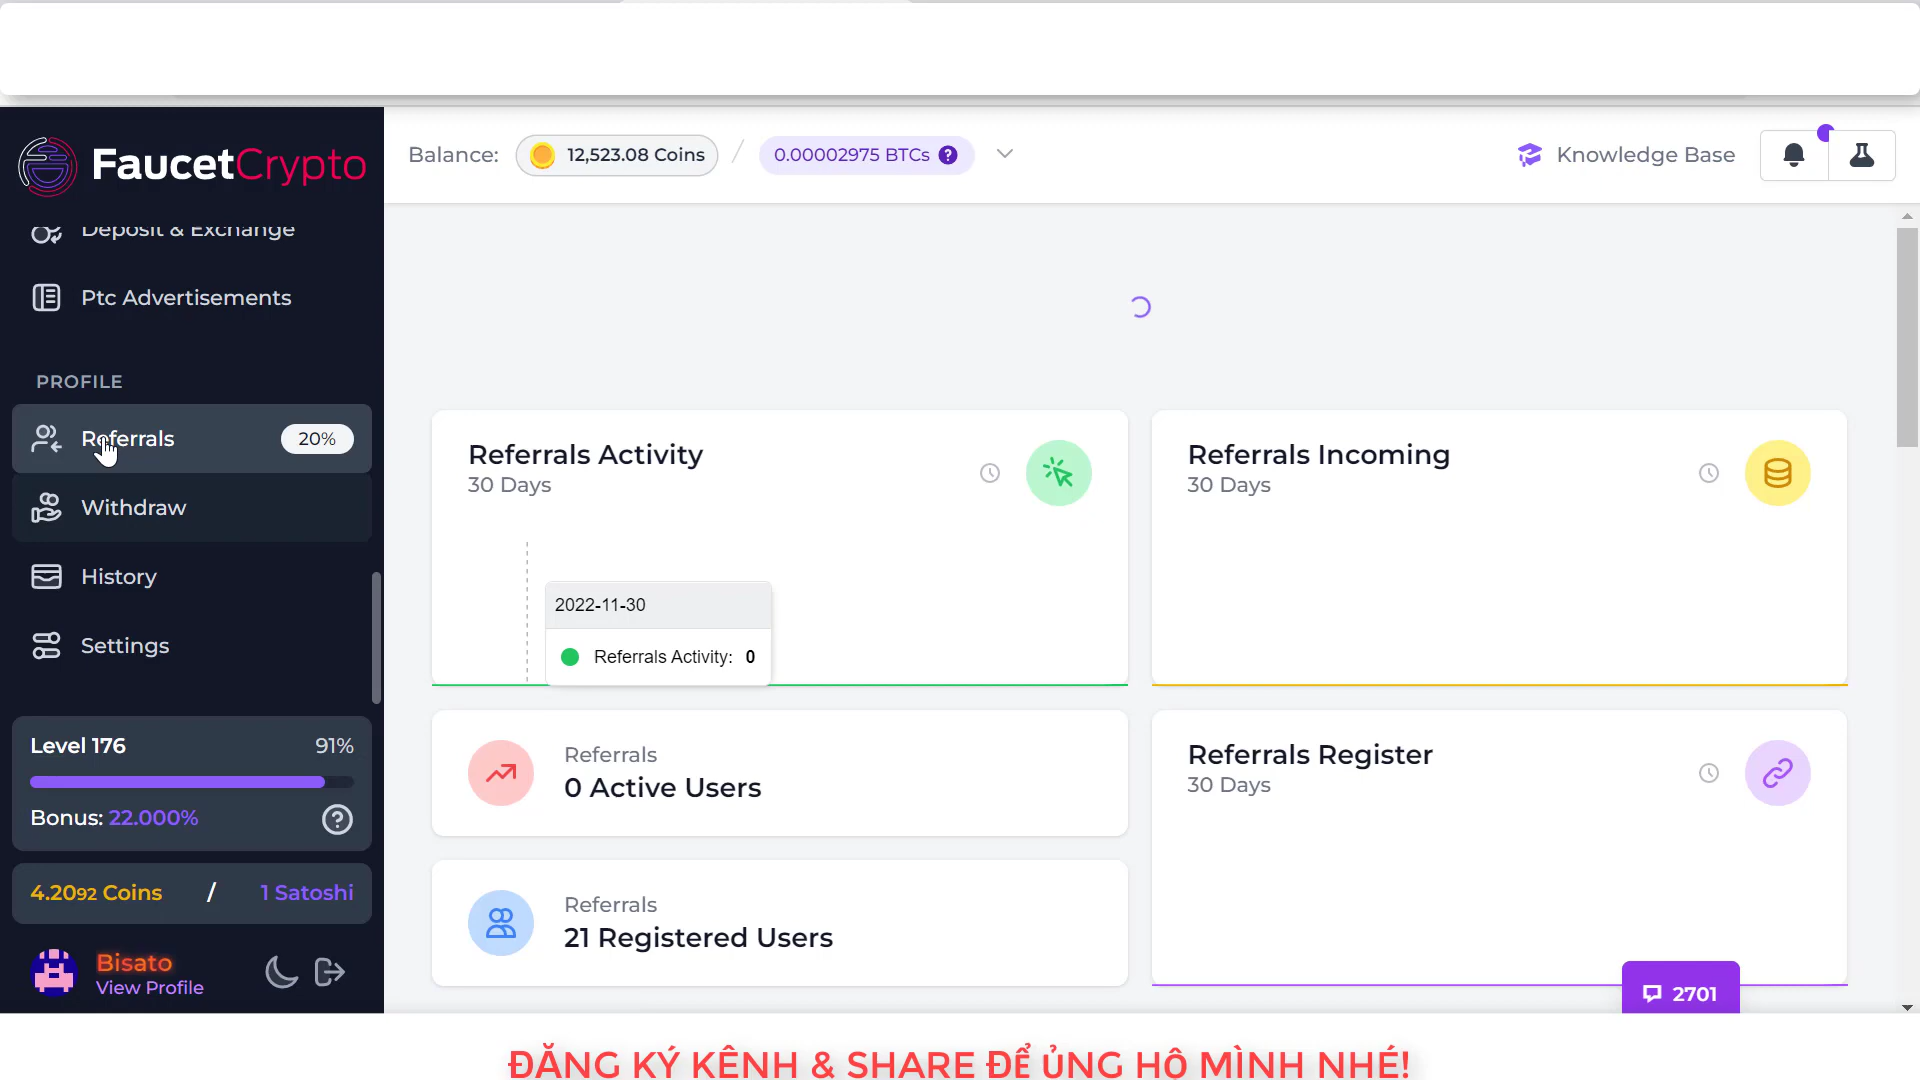 FaucetCrypto
Balance:
12,523.08 Coins
/
0.00002975 BTCs ?
Knowledge Base
Deposit & Exchange
Ptc Advertisements
PROFILE
Referrals
20%
Withdraw
History
Settings
Level 176
91%
Bonus: 22.000%
?
4.2092 Coins / 1 Satoshi
Bisato
View Profile
Referrals Activity
30 Days
2022-11-30
Referrals Activity: 0
Referrals Incoming
30 Days
Referrals
0 Active Users
Referrals Register
30 Days
Referrals
21 Registered Users
2701
ĐĂNG KÝ KÊNH & SHARE ĐỂ ỦNG HỘ MÌNH NHÉ!